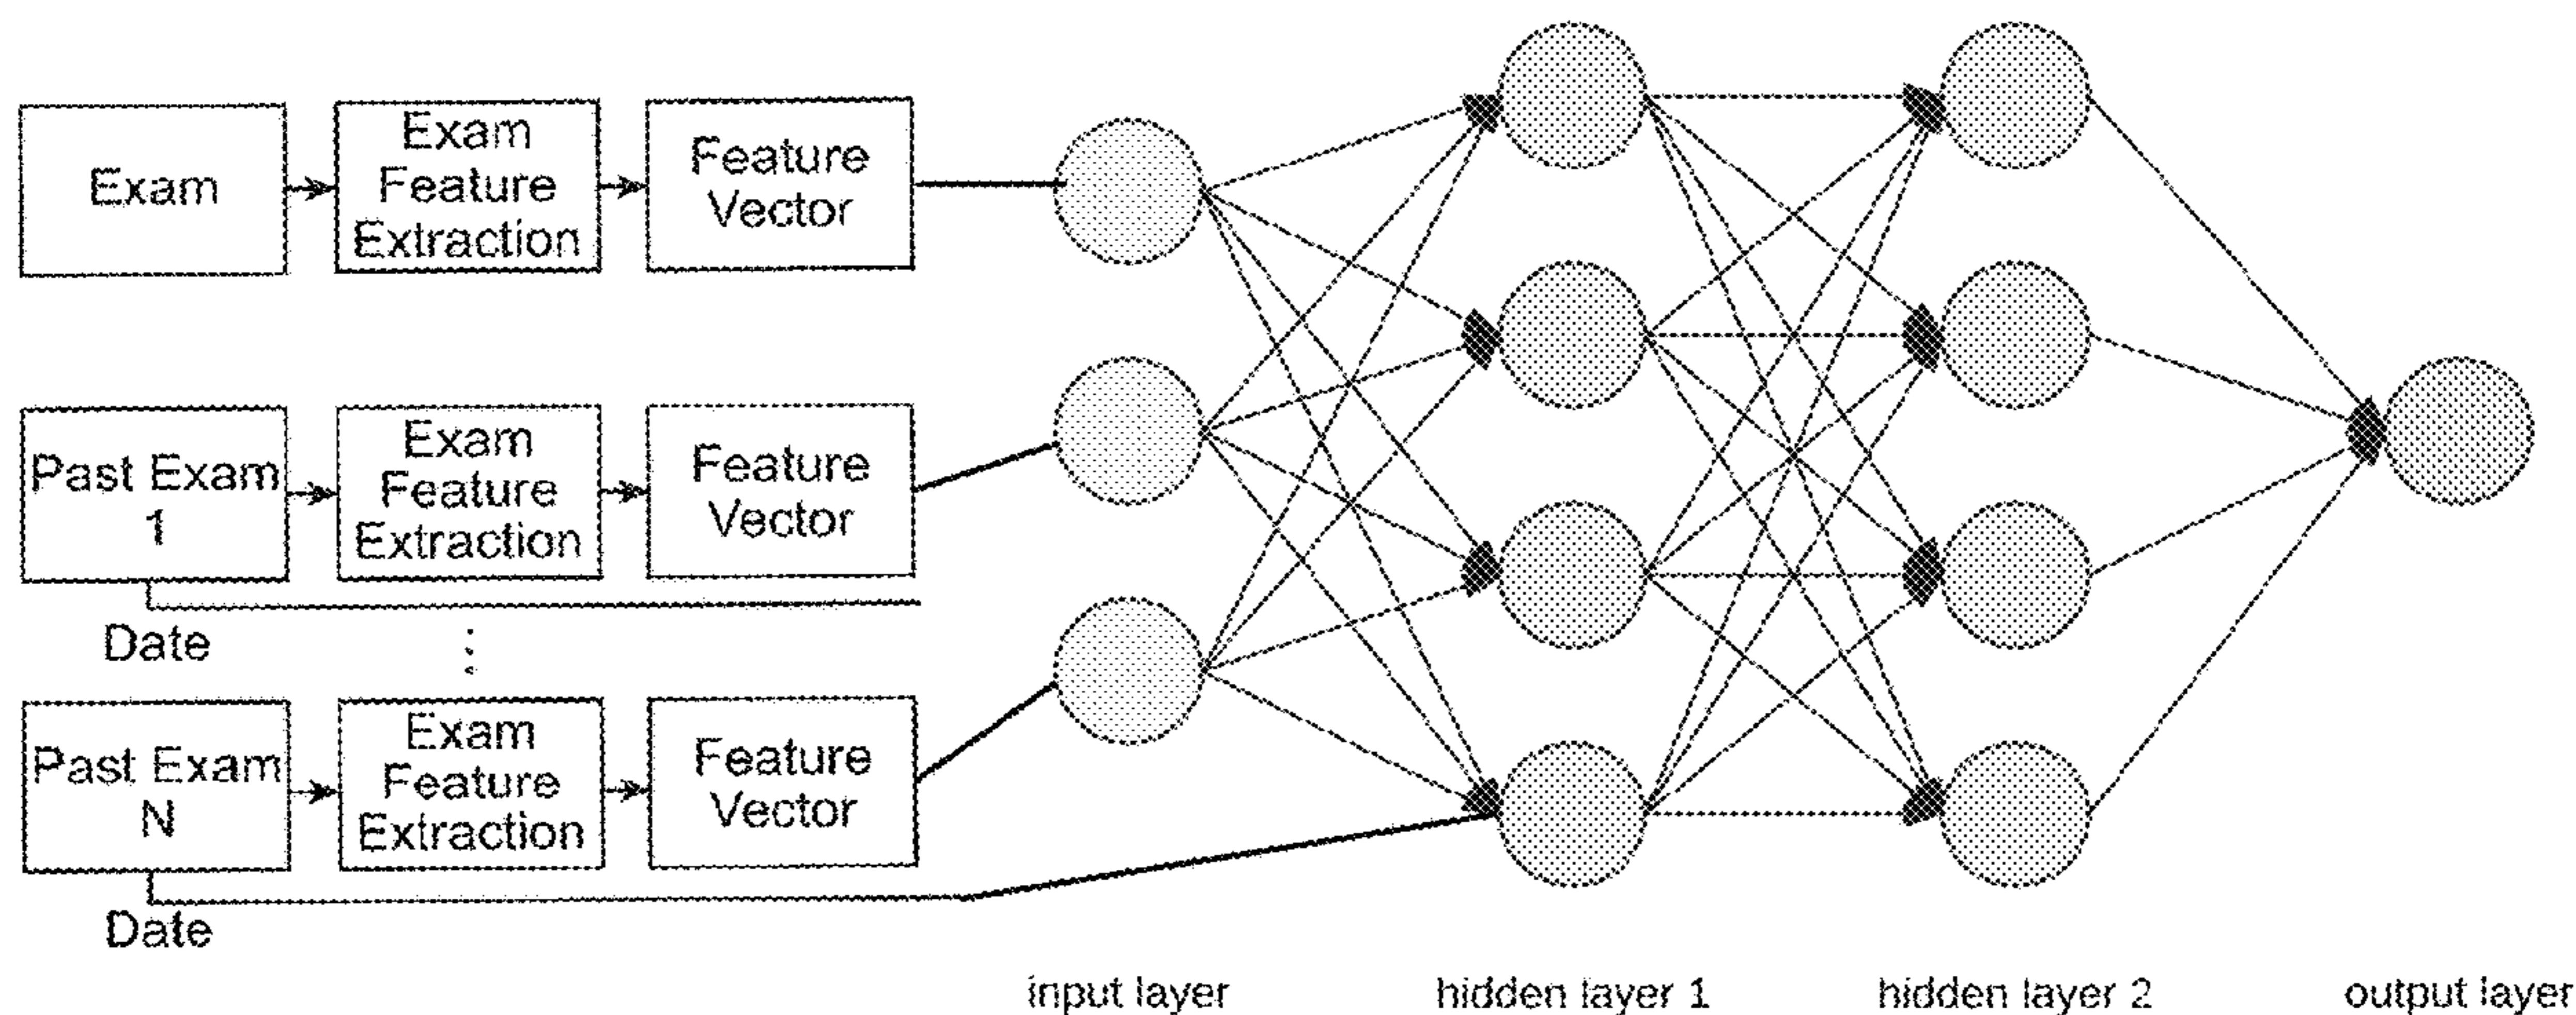 Exam
Exam
Feature
Extraction
Feature
Vector
Past Exam
1
Exam
Feature
Extraction
Feature
Vector
Date
Past Exam
N
Exam
Feature
Extraction
Feature
Vector
Date
input layer
hidden layer 1
hidden layer 2
output layer